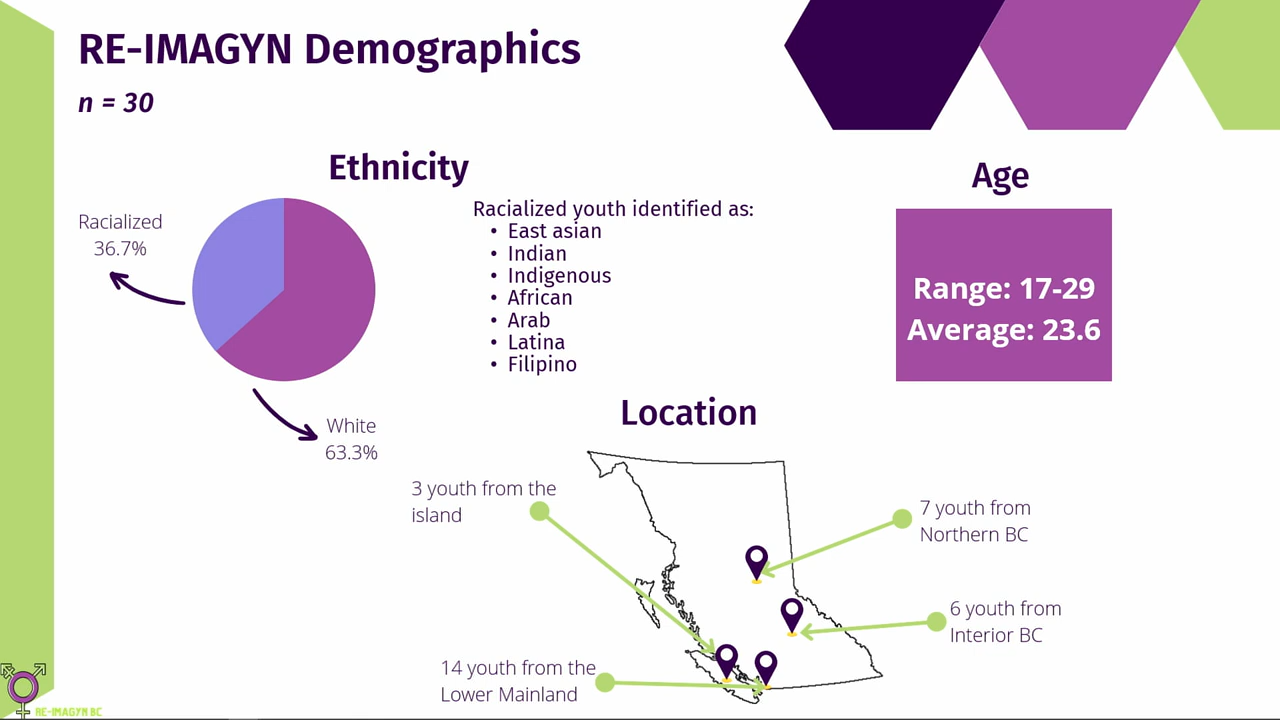 RE-IMAGYN Demographics
n = 30
Ethnicity
Racialized
36.7%
White
63.3%
Racialized youth identified as:
• East asian
• Indian
• Indigenous
• African
• Arab
• Latina
• Filipino
Age
Range: 17-29
Average: 23.6
Location
3 youth from the
island
7 youth from
Northern BC
6 youth from
Interior BC
14 youth from the
Lower Mainland
RE-IMAGYN BC